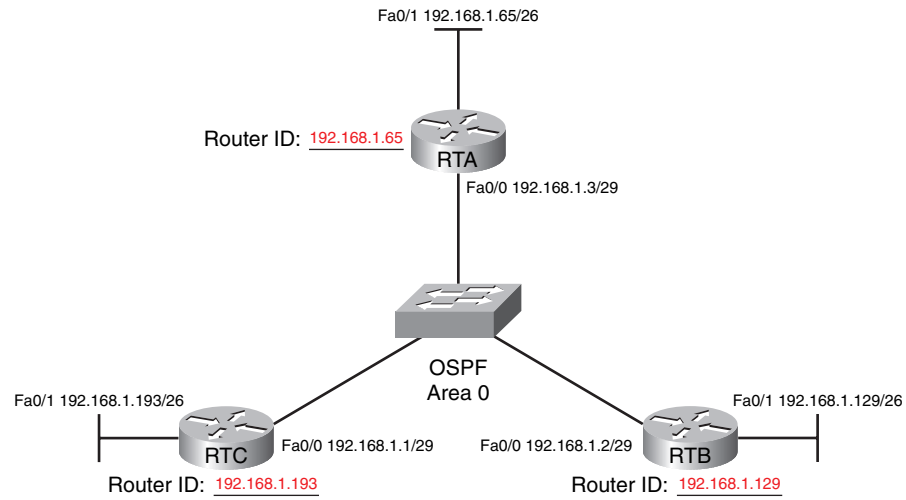 Fa0/1 192.168.1.65/26
Router ID: 192.168.1.65
RTA
Fa0/0 192.168.1.3/29
OSPF
Area 0
Fa0/1 192.168.1.193/26
Fa0/1 192.168.1.129/26
RTC
Fa0/0 192.168.1.1/29
Fa0/0 192.168.1.2/29
RTB
Router ID: 192.168.1.193
Router ID: 192.168.1.129